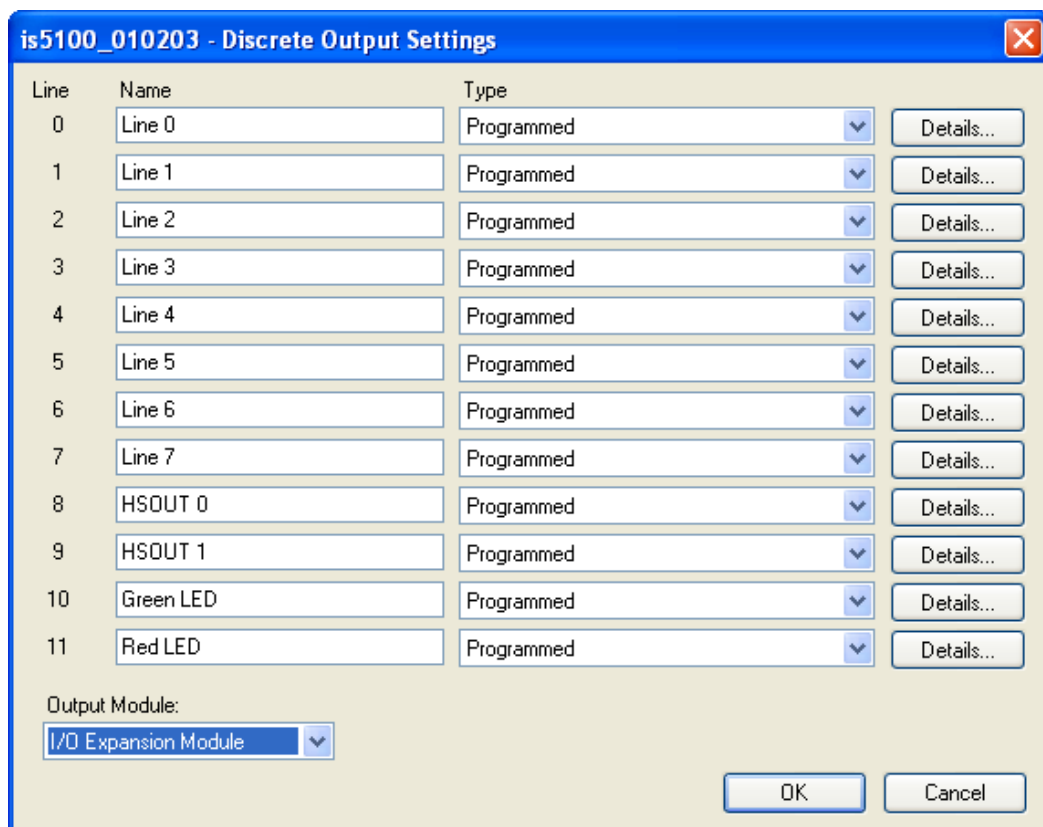 is5100_010203 - Discrete Output Settings
Line Name Type
0 Line 0 Programmed Details...
1 Line 1 Programmed Details...
2 Line 2 Programmed Details...
3 Line 3 Programmed Details...
4 Line 4 Programmed Details...
5 Line 5 Programmed Details...
6 Line 6 Programmed Details...
7 Line 7 Programmed Details...
8 HSOUT 0 Programmed Details...
9 HSOUT 1 Programmed Details...
10 Green LED Programmed Details...
11 Red LED Programmed Details...
Output Module:
I/O Expansion Module
OK Cancel